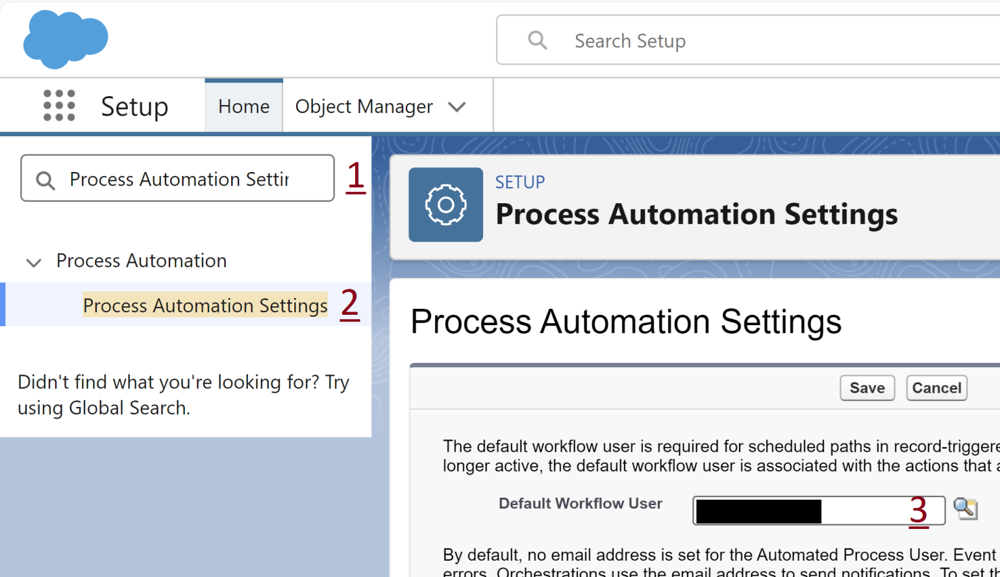 Search Setup
Setup
Home
Object Manager
Process Automation Settin
1
Process Automation
Process Automation Settings
2
Didn't find what you're looking for? Try
using Global Search.
SETUP
Process Automation Settings
Process Automation Settings
Save
Cancel
The default workflow user is required for scheduled paths in record-triggere
longer active, the default workflow user is associated with the actions that a
Default Workflow User
3
By default, no email address is set for the Automated Process User. Event
errors. Orchestrations use the email address to send notifications. To set th